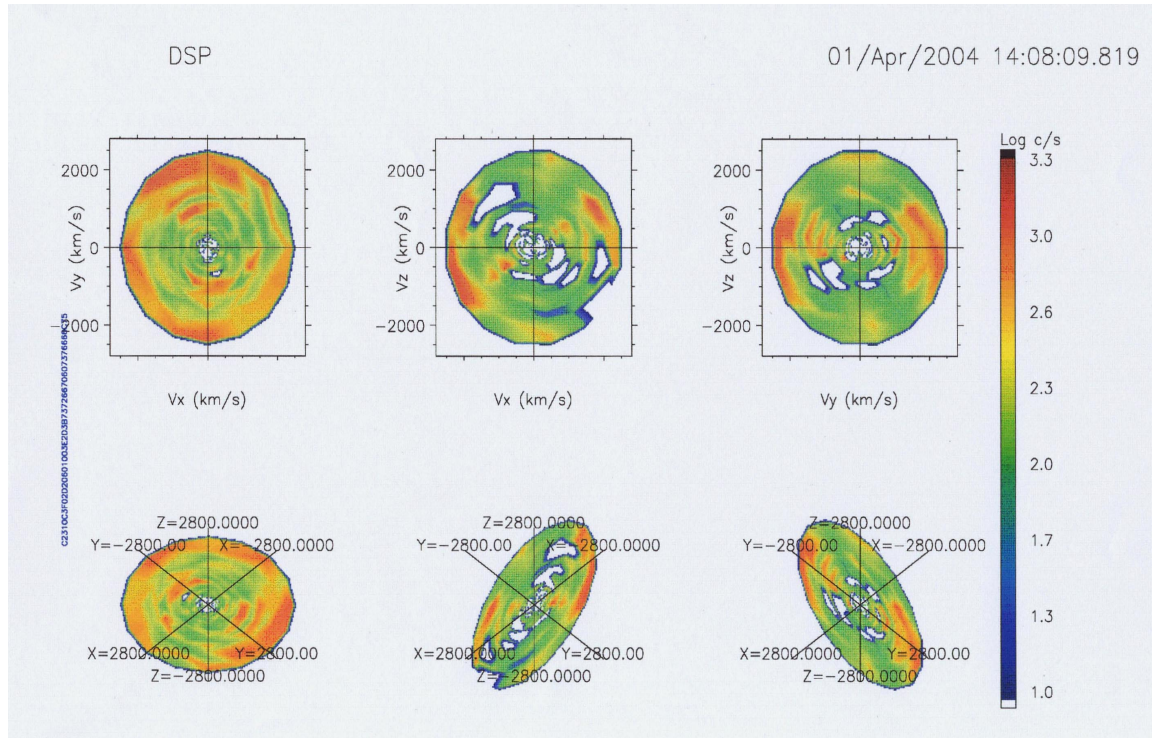 DSP
01/Apr/2004 14:08:09.819
Log c/s
3.3
3.0
2.6
2.3
2.0
1.7
1.3
1.0
Vy (km/s)
2000
0
-2000
Vx (km/s)
Vz (km/s)
2000
0
-2000
Vx (km/s)
Vz (km/s)
2000
0
-2000
Vy (km/s)
Z=2800.0000
Y=-2800.00 X=-2800.0000
X=2800.0000 Y=2800.00
Z=-2800.0000
Z=2800.0000
Y=-2800.00 X=-2800.0000
X=2800.0000 Y=2800.00
Z=-2800.0000
Z=2800.0000
Y=-2800.00 X=-2800.0000
X=2800.0000 Y=2800.00
Z=-2800.0000